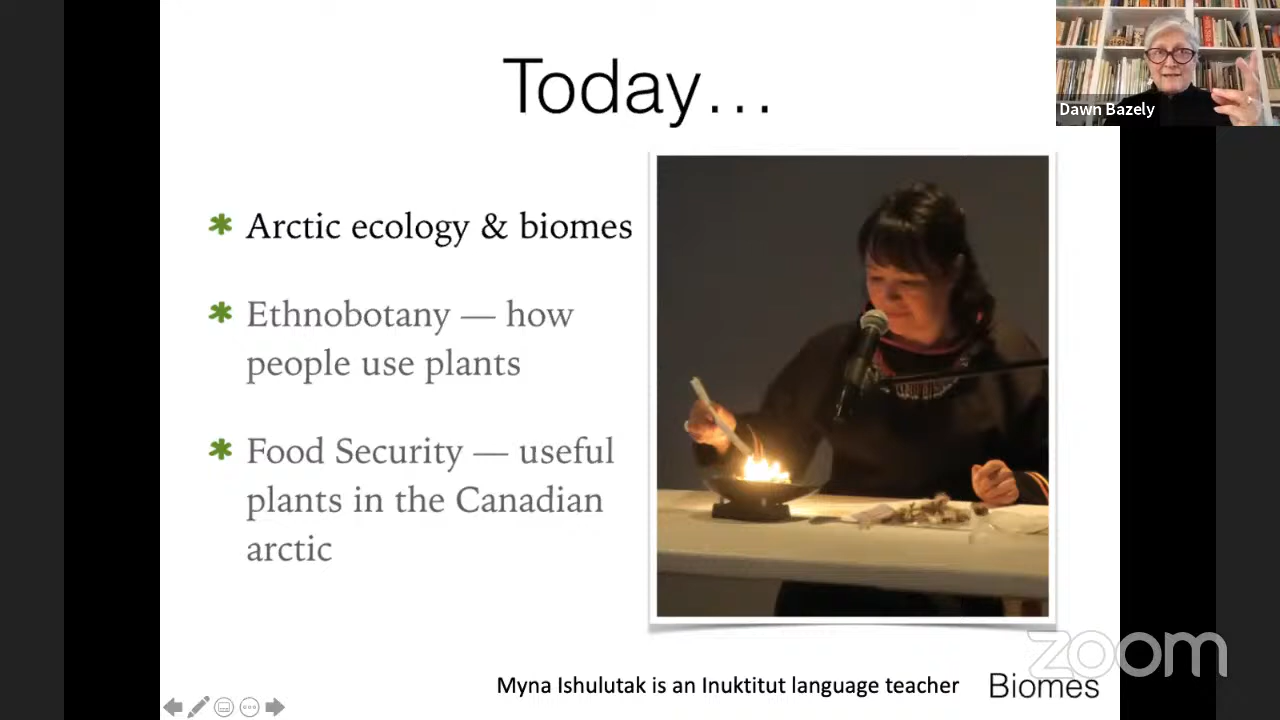 Today...
Dawn Bazely
✱ Arctic ecology & biomes
✱ Ethnobotany — how
people use plants
✱ Food Security — useful
plants in the Canadian
arctic
Myna Ishulutak is an Inuktitut language teacher
Biomes
zoom